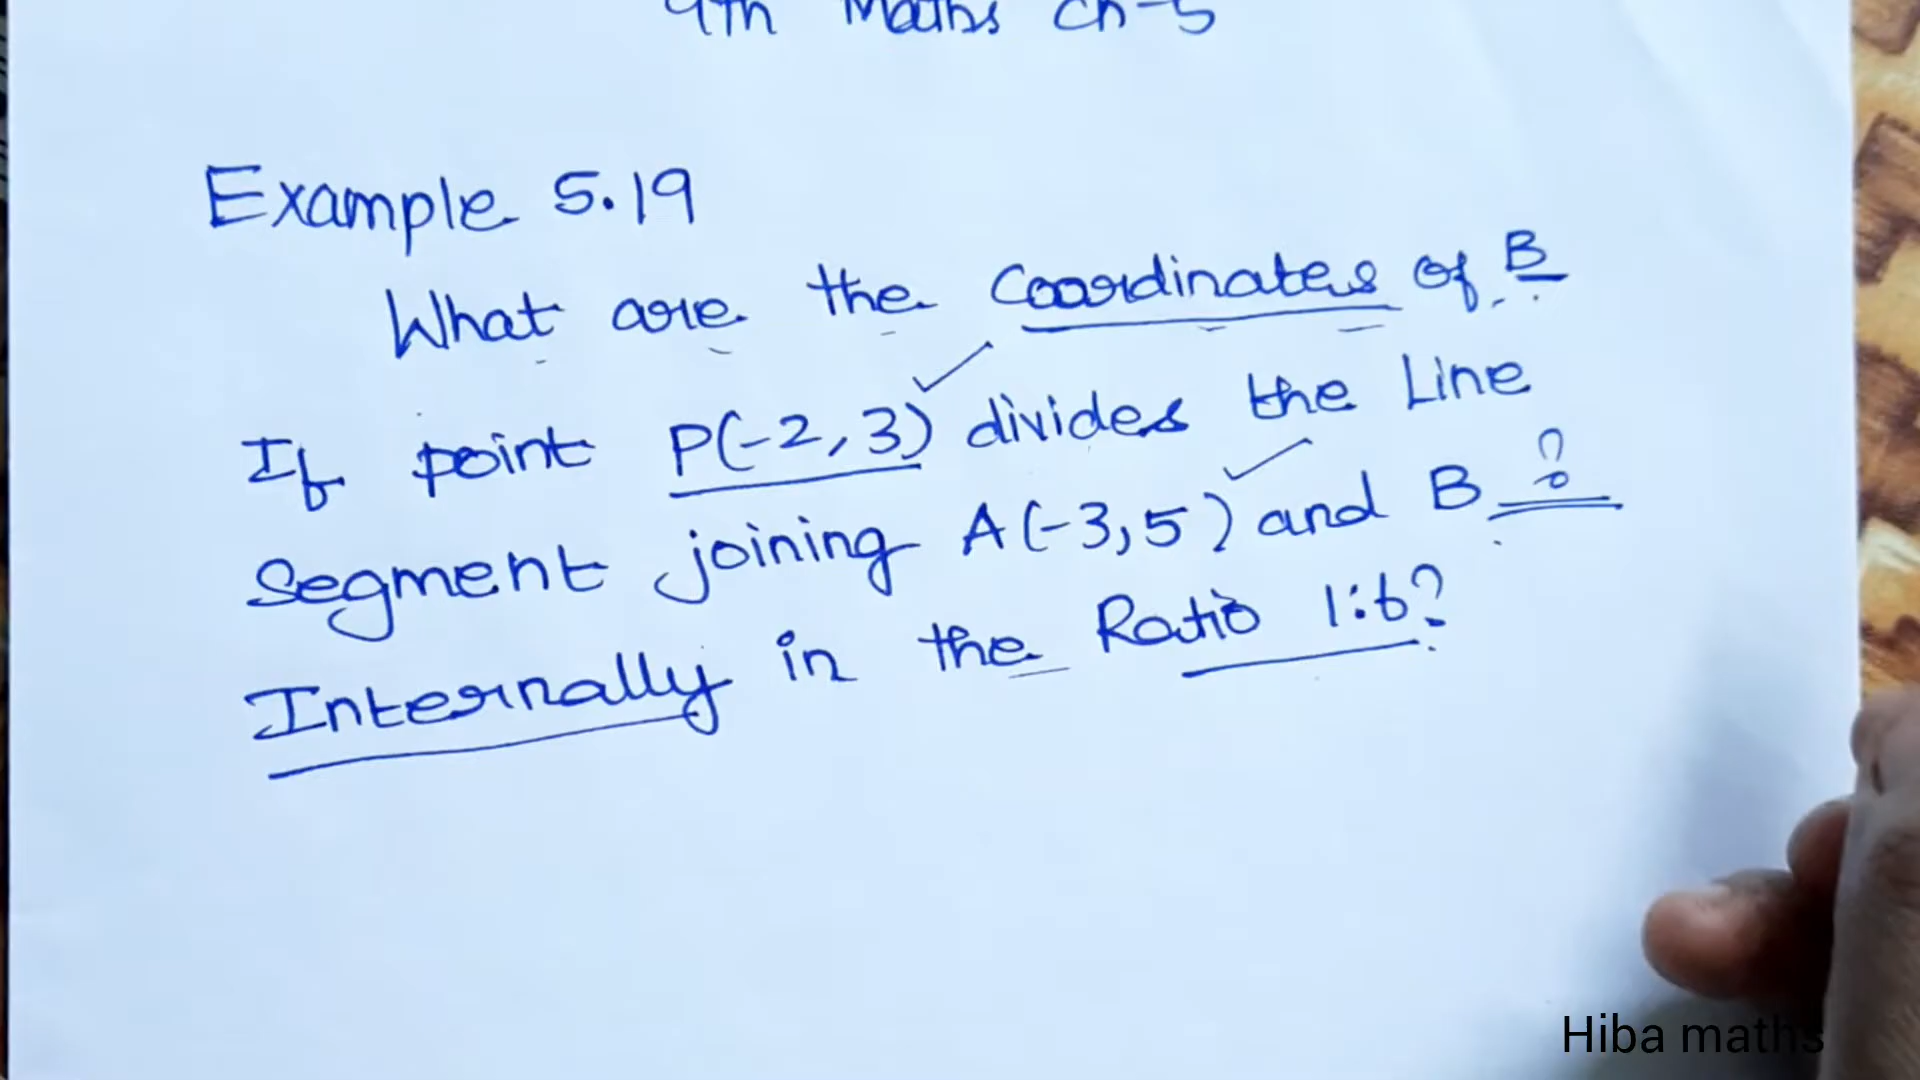 9th Maths Ch-5
Example 5.19
What are the Coordinates of B
If point P(-2,3) divides the Line
Segment joining A(-3,5) and B ?
Internally in the Ratio 1:6?
Hiba maths